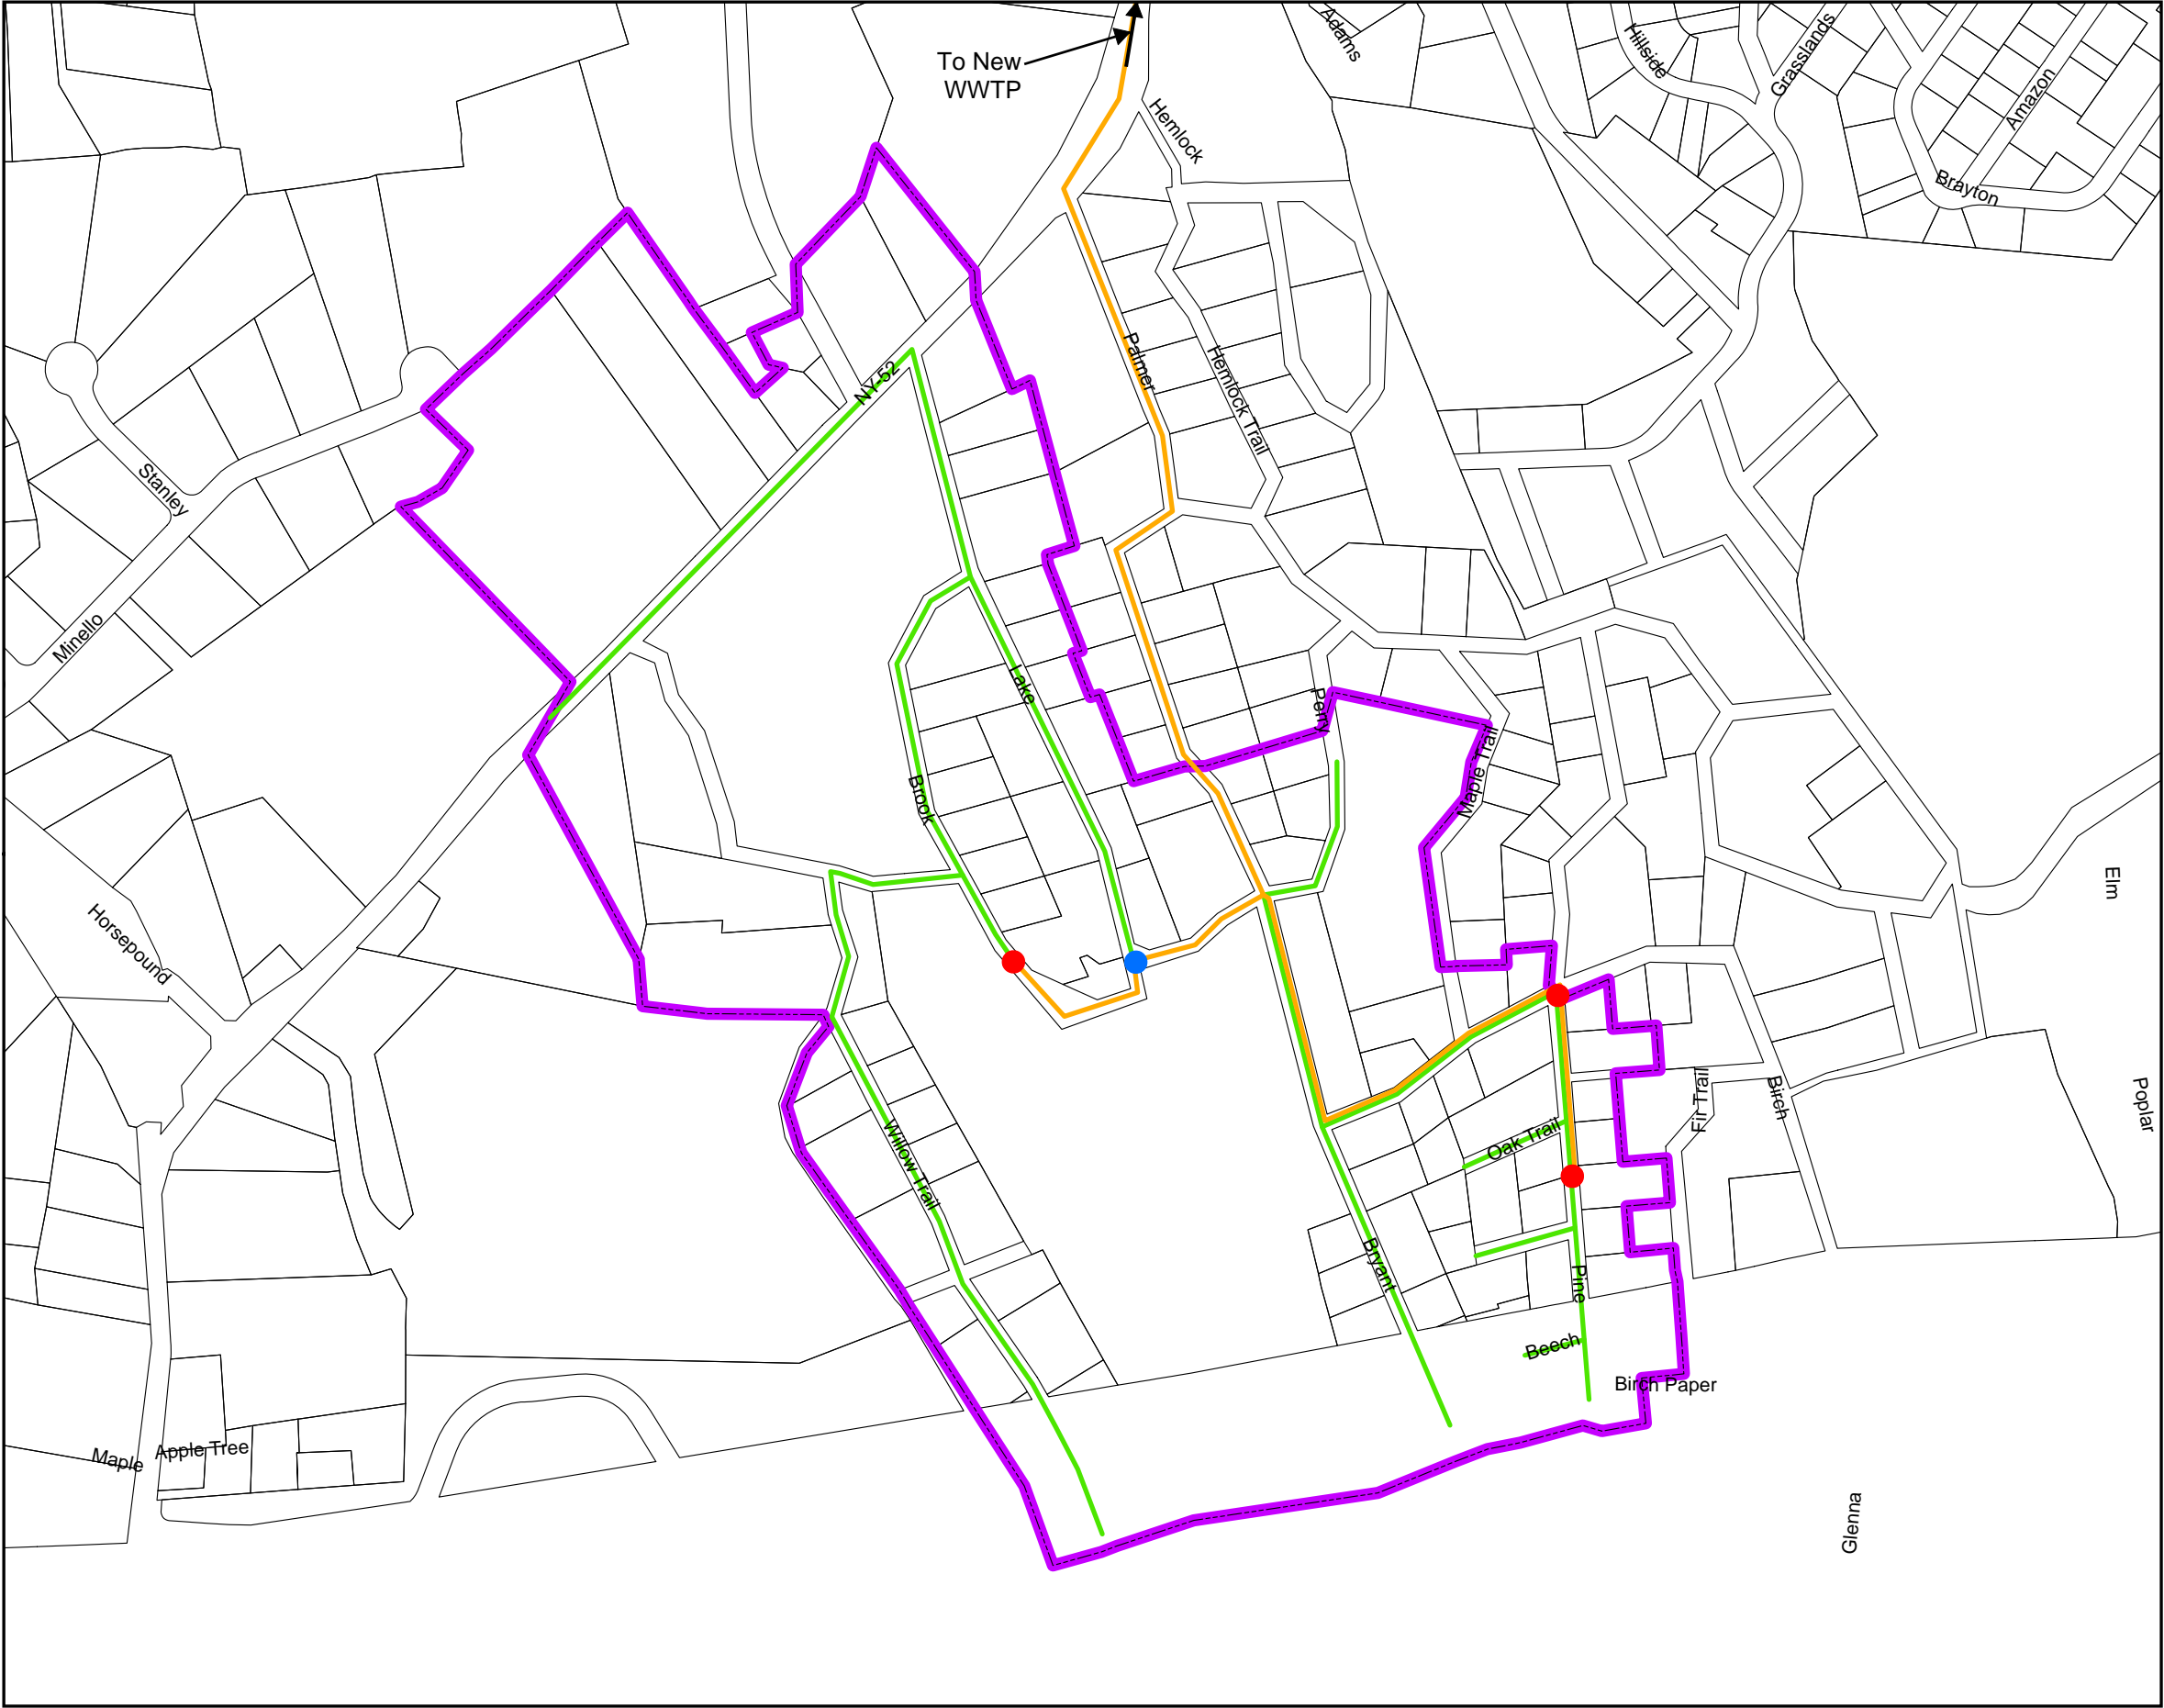 To New
WWTP
Adams
Hillside
Grasslands
Amazon
Brayton
Hemlock
Palmer
Hemlock Trail
NY-52
Stanley
Minello
Lake
Perry
Maple Trail
Brook
Horsepound
Elm
Poplar
Fir Trail
Birch
Oak Trail
Willow Trail
Bryant
Pine
Beech
Birch Paper
Maple
Apple Tree
Glenna